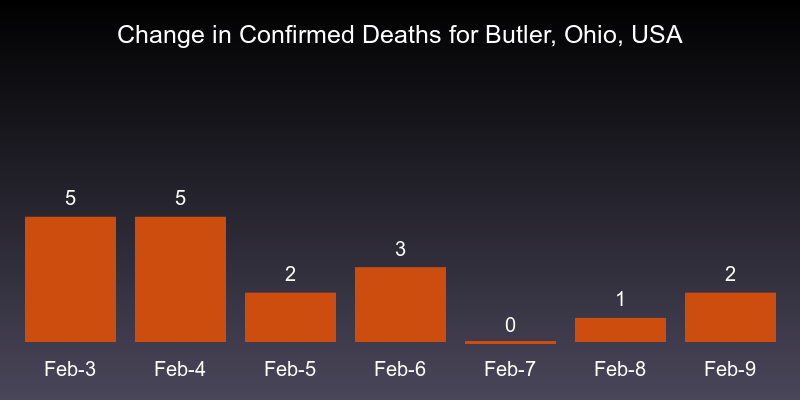 Change in Confirmed Deaths for Butler, Ohio, USA
5
5
2
3
0
1
2
Feb-3
Feb-4
Feb-5
Feb-6
Feb-7
Feb-8
Feb-9